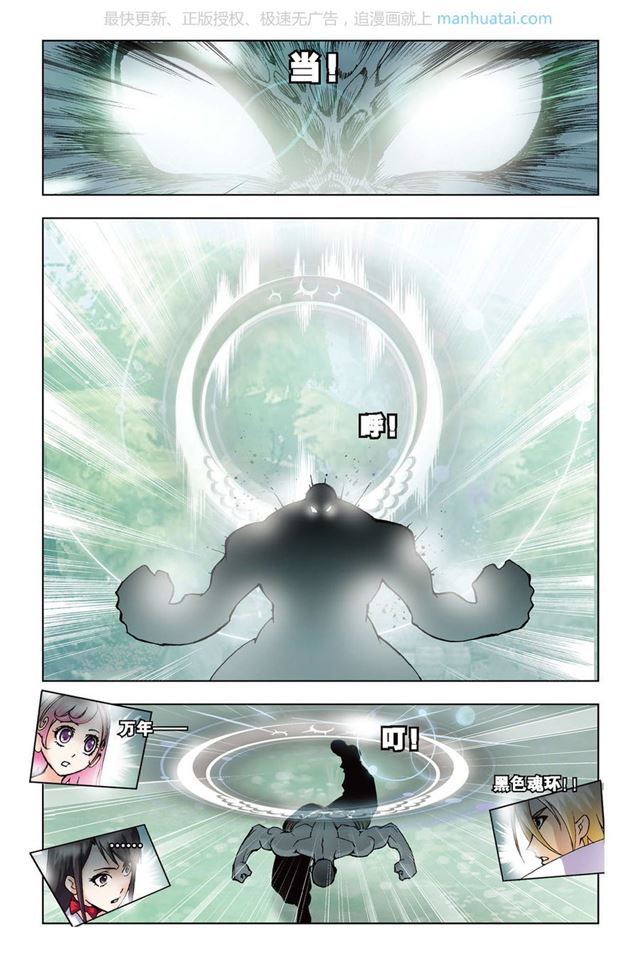 最快更新、正版授权、极速无广告，追漫画就上 manhuatai.com
当！
呼！
万年——
叮！
黑色魂环！！
……